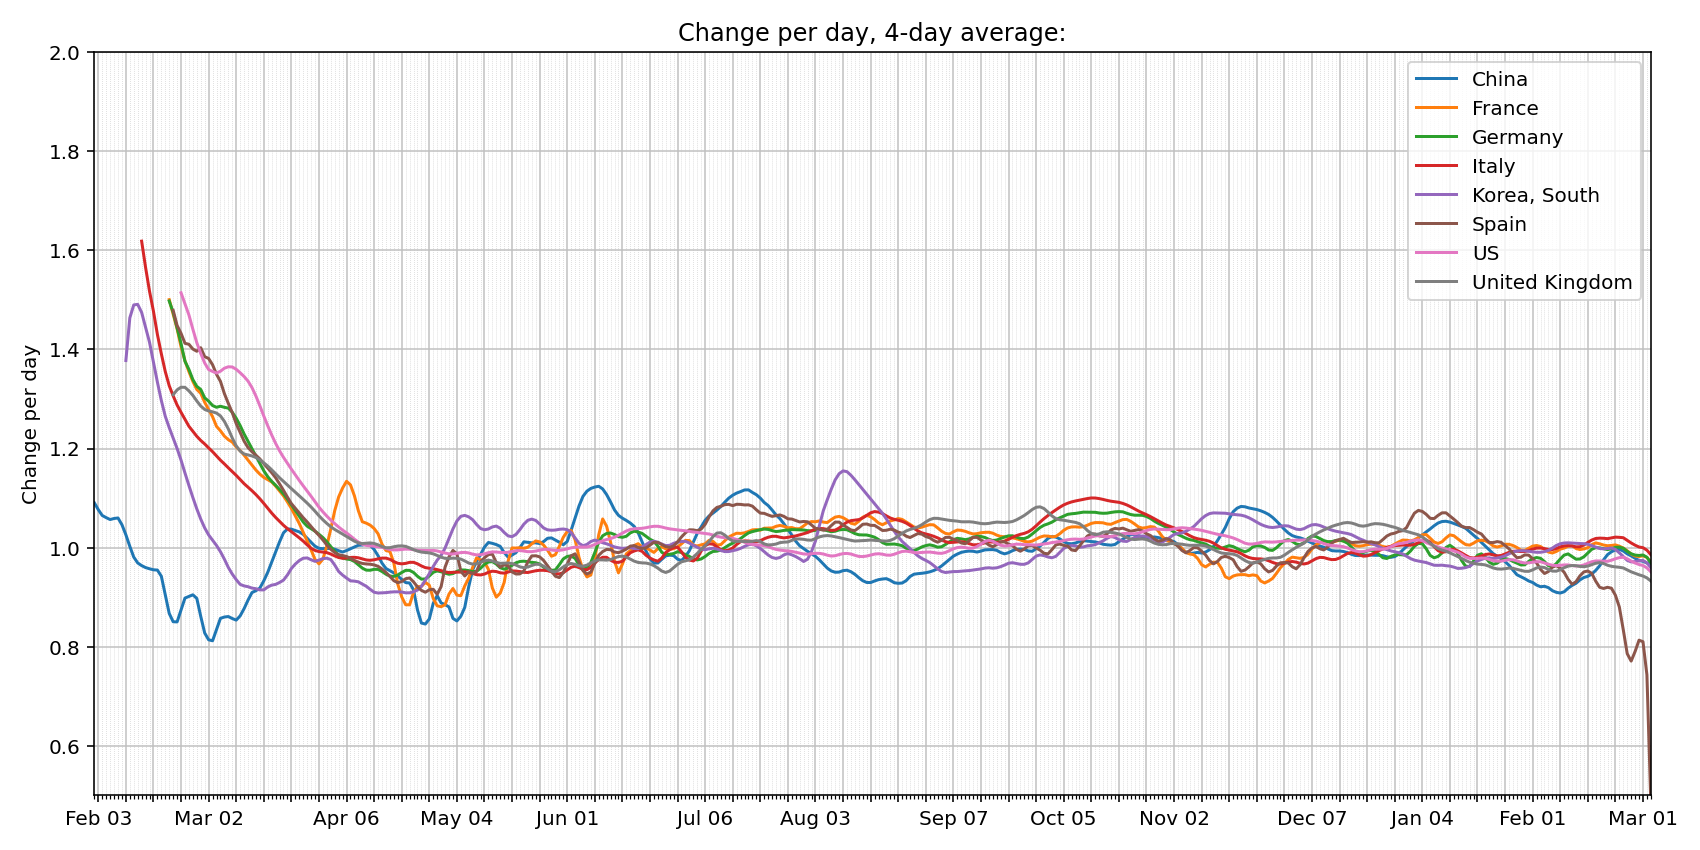 Change per day, 4-day average:
2.0
1.8
1.6
1.4
1.2
1.0
0.8
0.6
Change per day
China
France
Germany
Italy
Korea, South
Spain
US
United Kingdom
Feb 03 Mar 02 Apr 06 May 04 Jun 01 Jul 06 Aug 03 Sep 07 Oct 05 Nov 02 Dec 07 Jan 04 Feb 01 Mar 01